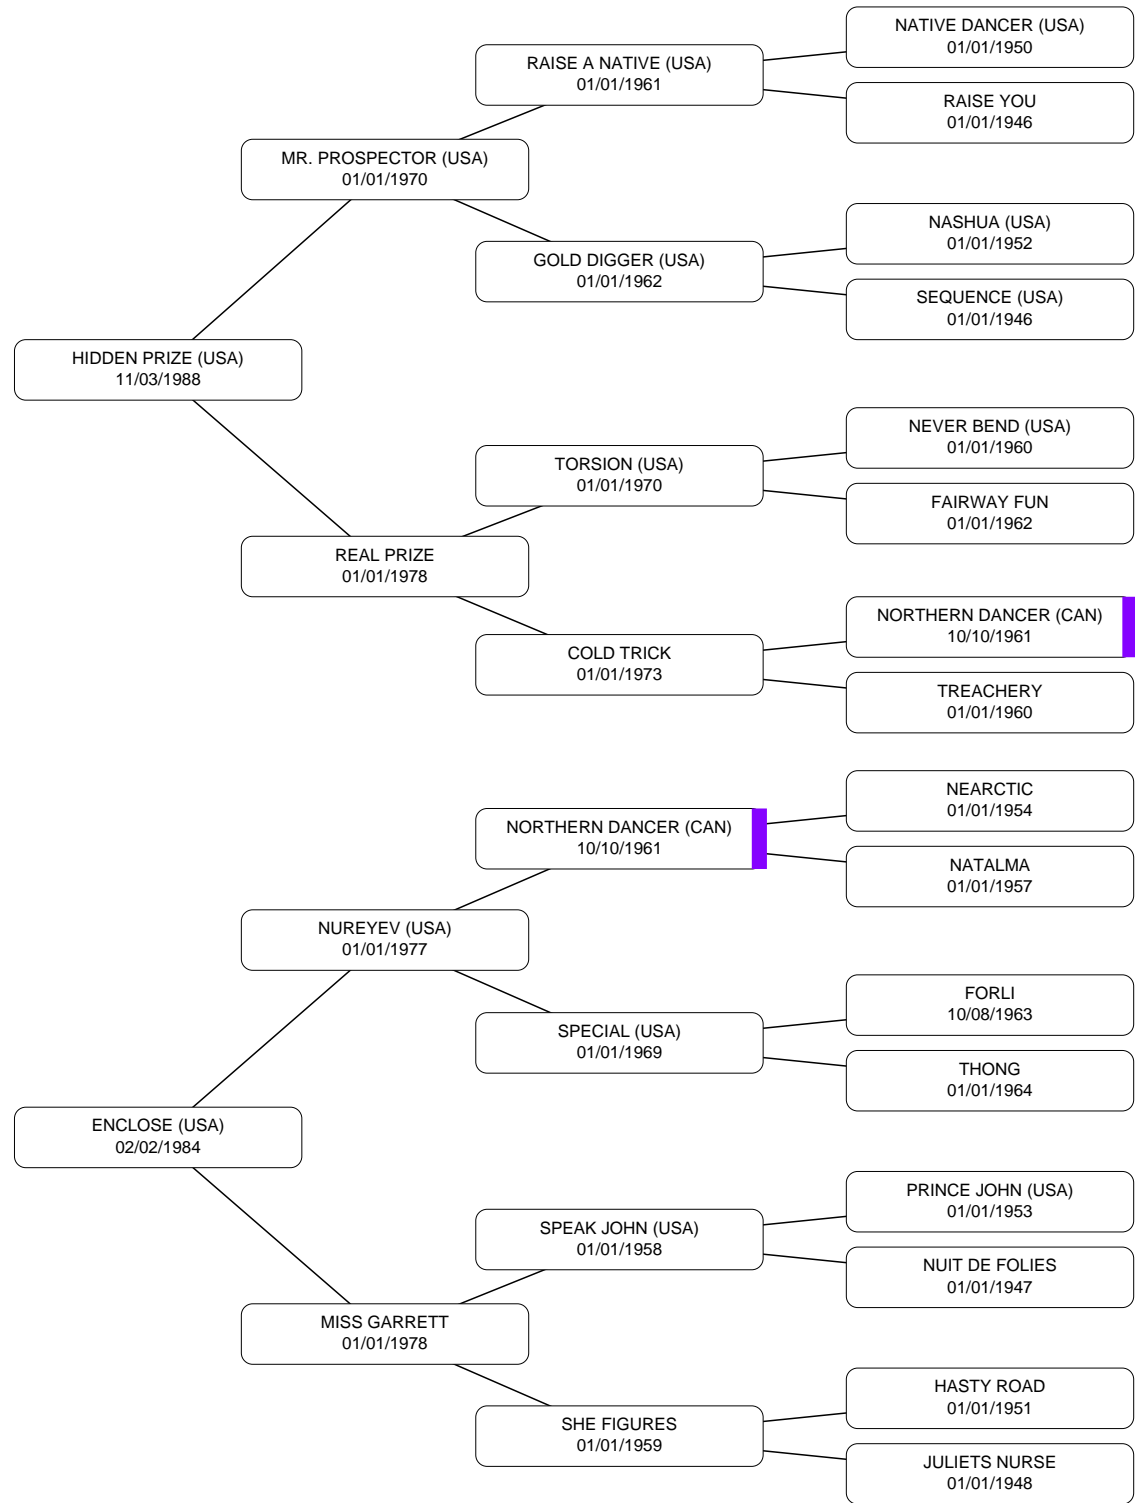 NATIVE DANCER (USA)
01/01/1950
RAISE A NATIVE (USA)
01/01/1961
RAISE YOU
01/01/1946
MR. PROSPECTOR (USA)
01/01/1970
NASHUA (USA)
01/01/1952
GOLD DIGGER (USA)
01/01/1962
SEQUENCE (USA)
01/01/1946
HIDDEN PRIZE (USA)
11/03/1988
NEVER BEND (USA)
01/01/1960
TORSION (USA)
01/01/1970
FAIRWAY FUN
01/01/1962
REAL PRIZE
01/01/1978
NORTHERN DANCER (CAN)
10/10/1961
COLD TRICK
01/01/1973
TREACHERY
01/01/1960
NEARCTIC
01/01/1954
NORTHERN DANCER (CAN)
10/10/1961
NATALMA
01/01/1957
NUREYEV (USA)
01/01/1977
FORLI
10/08/1963
SPECIAL (USA)
01/01/1969
THONG
01/01/1964
ENCLOSE (USA)
02/02/1984
PRINCE JOHN (USA)
01/01/1953
SPEAK JOHN (USA)
01/01/1958
NUIT DE FOLIES
01/01/1947
MISS GARRETT
01/01/1978
HASTY ROAD
01/01/1951
SHE FIGURES
01/01/1959
JULIETS NURSE
01/01/1948